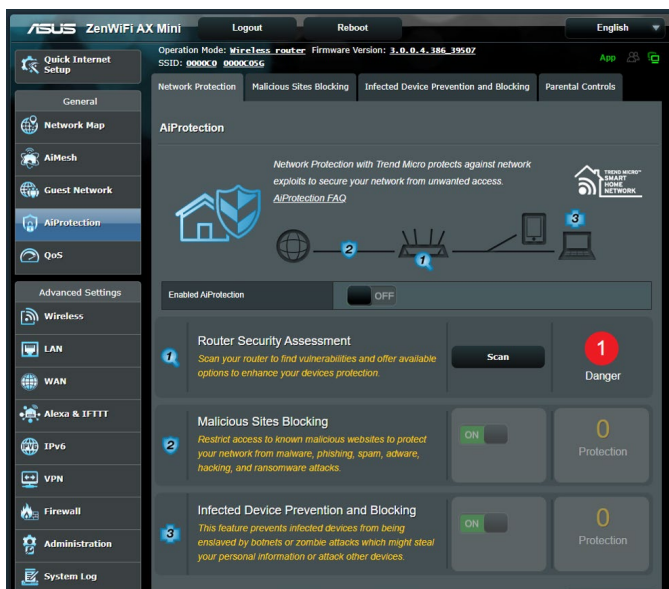 ASUS ZenWiFi AX Mini Logout Reboot English
Operation Mode: Wireless router Firmware Version: 3.0.0.4.386_39507
SSID: 0000C0 0000C05G
App
Quick Internet
Setup
General
Network Map
AiMesh
Guest Network
AiProtection
QoS
Advanced Settings
Wireless
LAN
WAN
Alexa & IFTTT
IPv6
VPN
Firewall
Administration
System Log
Network Protection Malicious Sites Blocking Infected Device Prevention and Blocking Parental Controls
AiProtection
Network Protection with Trend Micro protects against network
exploits to secure your network from unwanted access.
AiProtection FAQ
TREND MICRO™
SMART
HOME
NETWORK
3
2
1
Enabled AiProtection OFF
1
Router Security Assessment
Scan your router to find vulnerabilities and offer available
options to enhance your devices protection.
Scan
1
Danger
2
Malicious Sites Blocking
Restrict access to known malicious websites to protect
your network from malware, phishing, spam, adware,
hacking, and ransomware attacks.
ON
0
Protection
3
Infected Device Prevention and Blocking
This feature prevents infected devices from being
enslaved by botnets or zombie attacks which might steal
your personal information or attack other devices.
ON
0
Protection